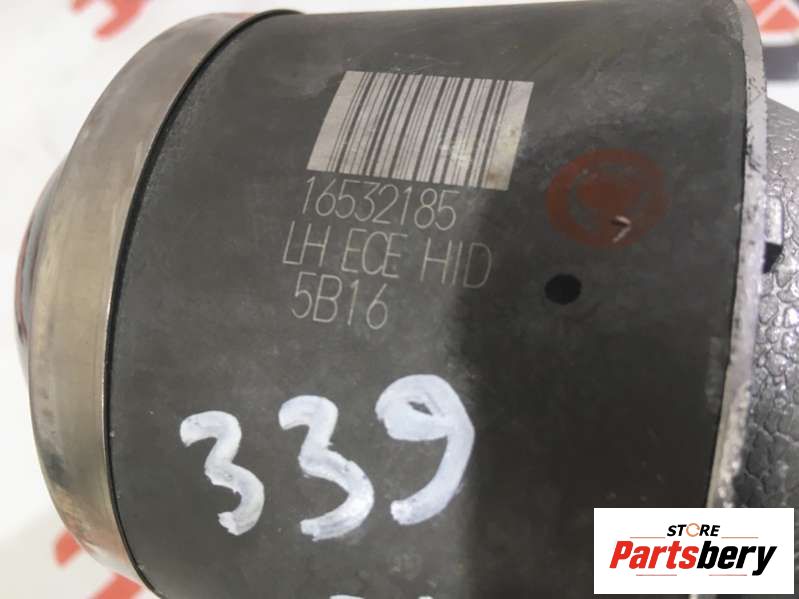 16532185
LH ECE HID
5B16
339
STORE
Partsbery